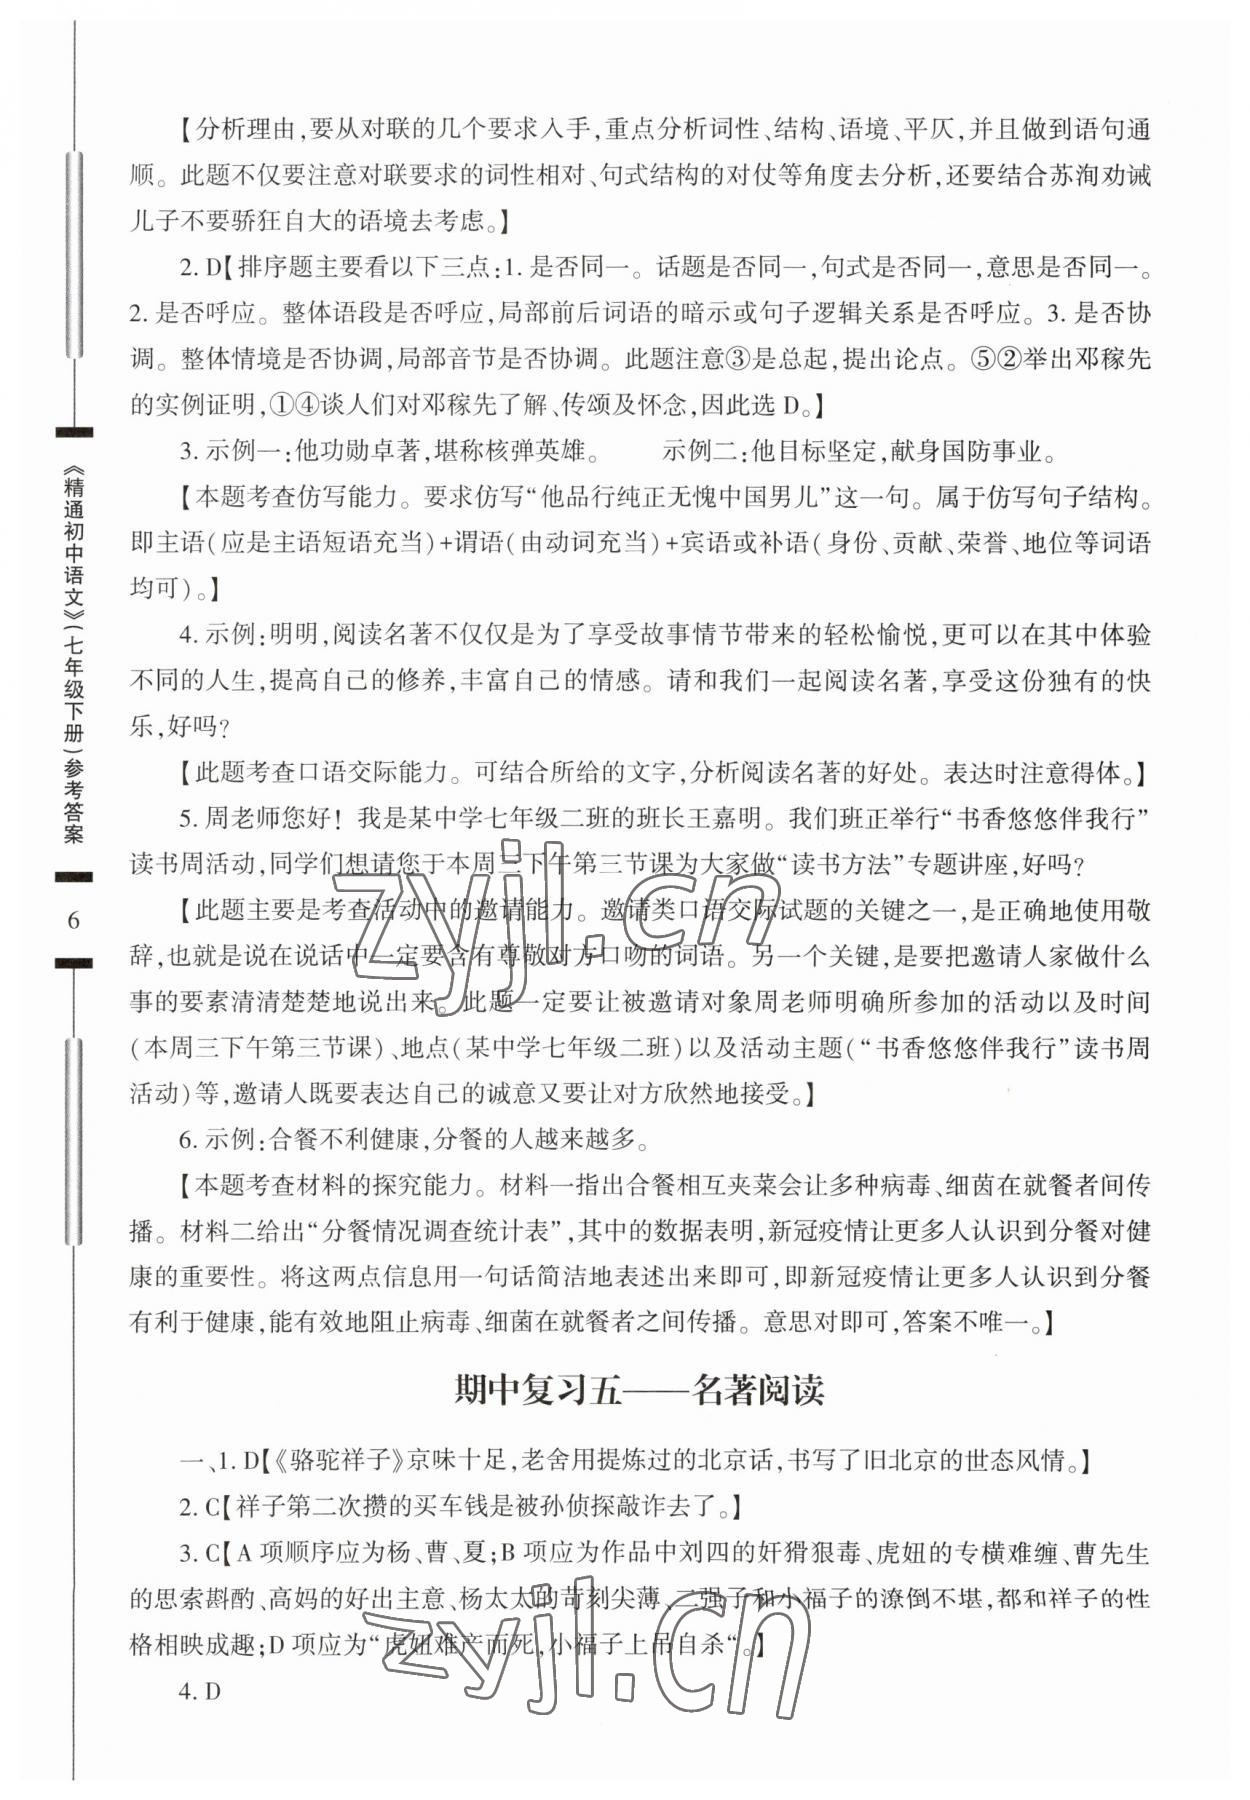 【分析理由,要从对联的几个要求入手,重点分析词性、结构、语境、平仄,并且做到语句通
顺。此题不仅要注意对联要求的词性相对、句式结构的对仗等角度去分析,还要结合苏洵劝诫
儿子不要骄狂自大的语境去考虑。】
2. D【排序题主要看以下三点:1. 是否同一。话题是否同一,句式是否同一,意思是否同一。
2. 是否呼应。整体语段是否呼应,局部前后词语的暗示或句子逻辑关系是否呼应。3. 是否协
调。整体情境是否协调,局部音节是否协调。此题注意③是总起,提出论点。⑤②举出邓稼先
的实例证明,①④谈人们对邓稼先了解、传颂及怀念,因此选 D。】
3. 示例一:他功勋卓著,堪称核弹英雄。 示例二:他目标坚定,献身国防事业。
【本题考查仿写能力。要求仿写“他品行纯正无愧中国男儿”这一句。属于仿写句子结构。
即主语(应是主语短语充当)+谓语(由动词充当)+宾语或补语(身份、贡献、荣誉、地位等词语
均可)。】
4. 示例:明明,阅读名著不仅仅是为了享受故事情节带来的轻松愉悦,更可以在其中体验
不同的人生,提高自己的修养,丰富自己的情感。请和我们一起阅读名著,享受这份独有的快
乐,好吗?
【此题考查口语交际能力。可结合所给的文字,分析阅读名著的好处。表达时注意得体。】
5. 周老师您好! 我是某中学七年级二班的班长王嘉明。我们班正举行“书香悠悠伴我行”
读书周活动,同学们想请您于本周三下午第三节课为大家做“读书方法”专题讲座,好吗?
【此题主要是考查活动中的邀请能力。邀请类口语交际试题的关键之一,是正确地使用敬
辞,也就是说在说话中一定要含有尊敬对方口吻的词语。另一个关键,是要把邀请人家做什么
事的要素清清楚楚地说出来。此题一定要让被邀请对象周老师明确所参加的活动以及时间
(本周三下午第三节课)、地点(某中学七年级二班)以及活动主题(“书香悠悠伴我行”读书周
活动)等,邀请人既要表达自己的诚意又要让对方欣然地接受。】
6. 示例:合餐不利健康,分餐的人越来越多。
【本题考查材料的探究能力。材料一指出合餐相互夹菜会让多种病毒、细菌在就餐者间传
播。材料二给出“分餐情况调查统计表”,其中的数据表明,新冠疫情让更多人认识到分餐对健
康的重要性。将这两点信息用一句话简洁地表述出来即可,即新冠疫情让更多人认识到分餐
有利于健康,能有效地阻止病毒、细菌在就餐者之间传播。意思对即可,答案不唯一。】
期中复习五——名著阅读
一、1. D【《骆驼祥子》京味十足,老舍用提炼过的北京话,书写了旧北京的世态风情。】
2. C【祥子第二次攒的买车钱是被孙侦探敲诈去了。】
3. C【A 项顺序应为杨、曹、夏;B 项应为作品中刘四的奸猾狠毒、虎妞的专横难缠、曹先生
的思索斟酌、高妈的好出主意、杨太太的苛刻尖薄、二强子和小福子的潦倒不堪,都和祥子的性
格相映成趣;D 项应为“虎妞难产而死,小福子上吊自杀“。】
4. D
《精通初中语文》(七年级下册)参考答案
6
zyjl.cn
zyjl.cn